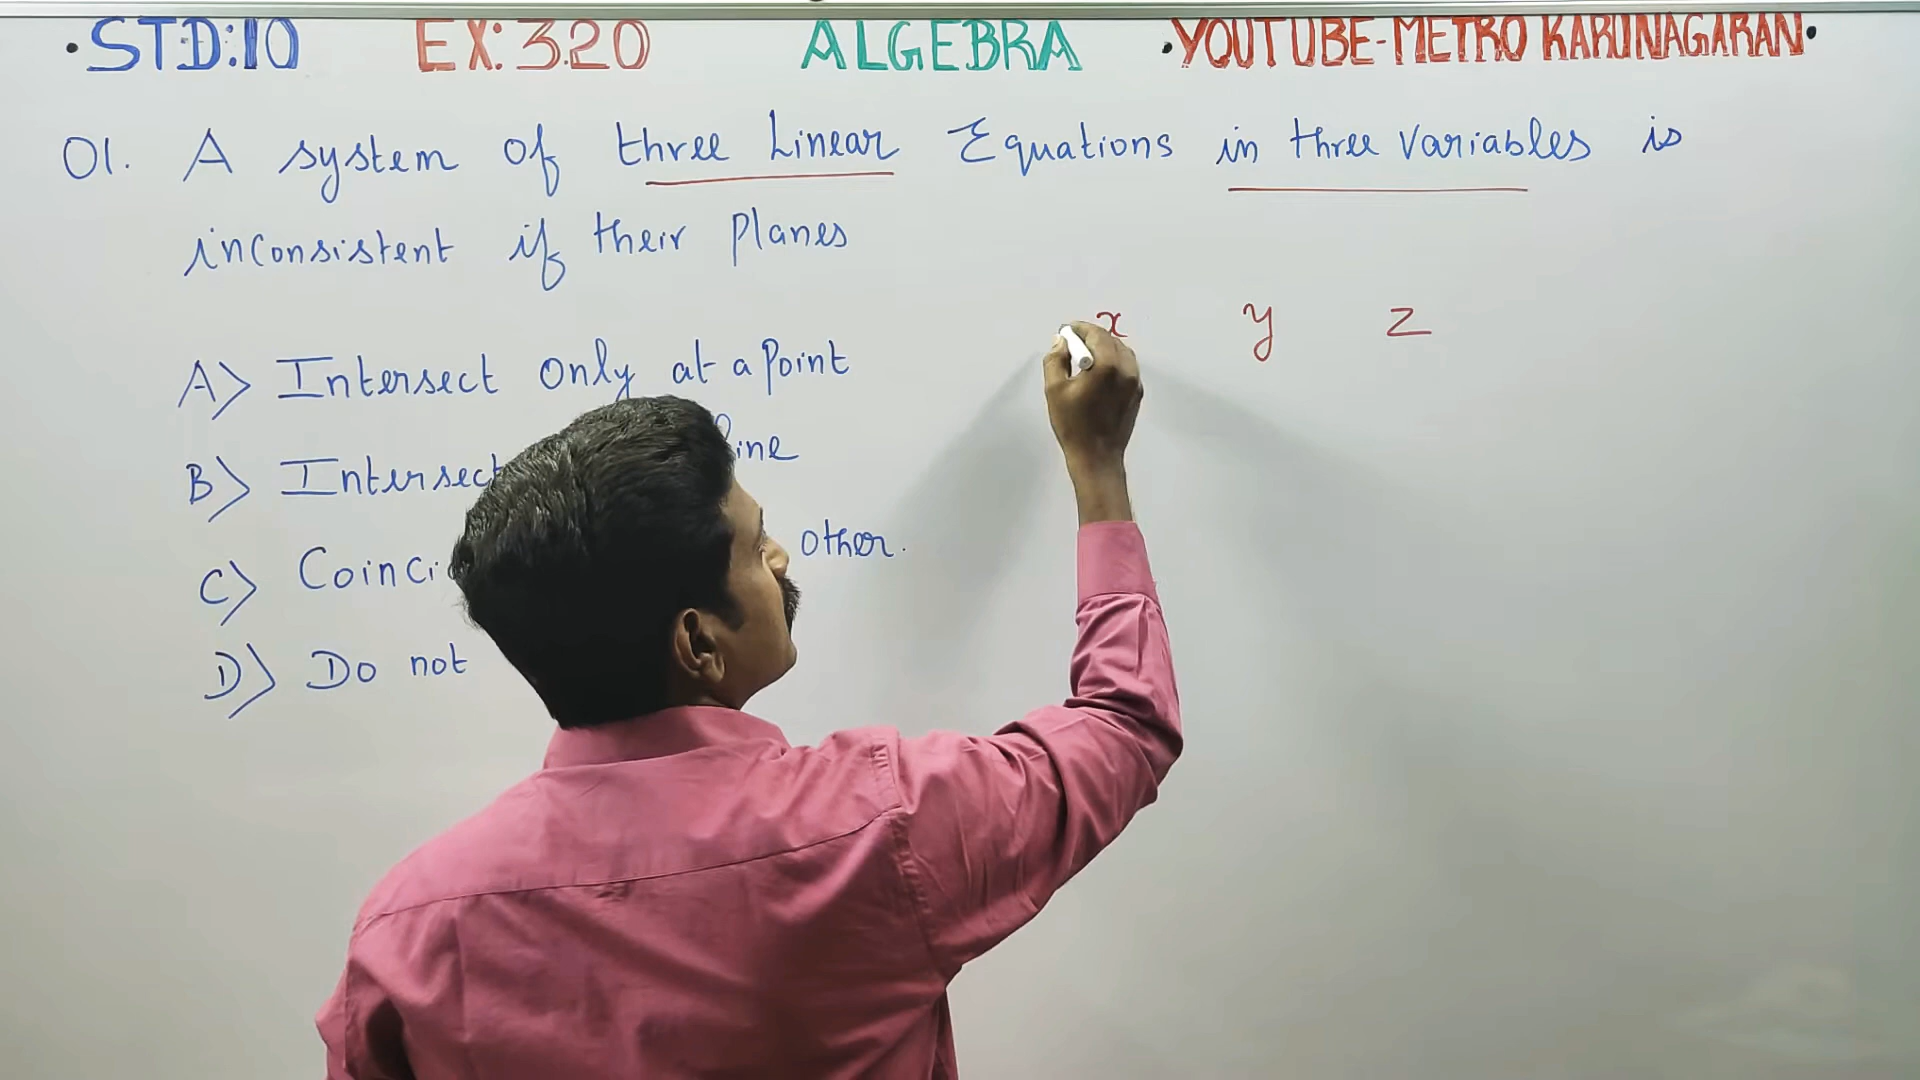 ·STD:10 EX:3.20 ALGEBRA ·YOUTUBE-METRO KARUNAGARAN·
01. A system of three Linear Equations in three variables is
inconsistent if their Planes
x y z
A) Intersect only at a Point
B) Intersect line
C) other.
D) Do not